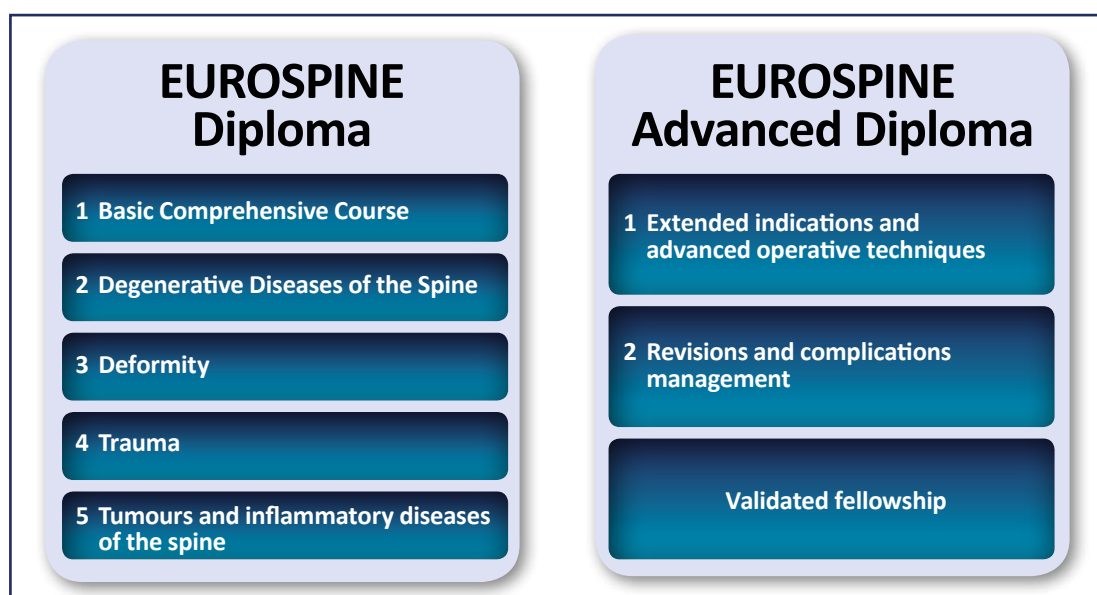 EUROSPINE
Diploma
1 Basic Comprehensive Course
2 Degenerative Diseases of the Spine
3 Deformity
4 Trauma
5 Tumours and inflammatory diseases
of the spine
EUROSPINE
Advanced Diploma
1 Extended indications and
advanced operative techniques
2 Revisions and complications
management
Validated fellowship